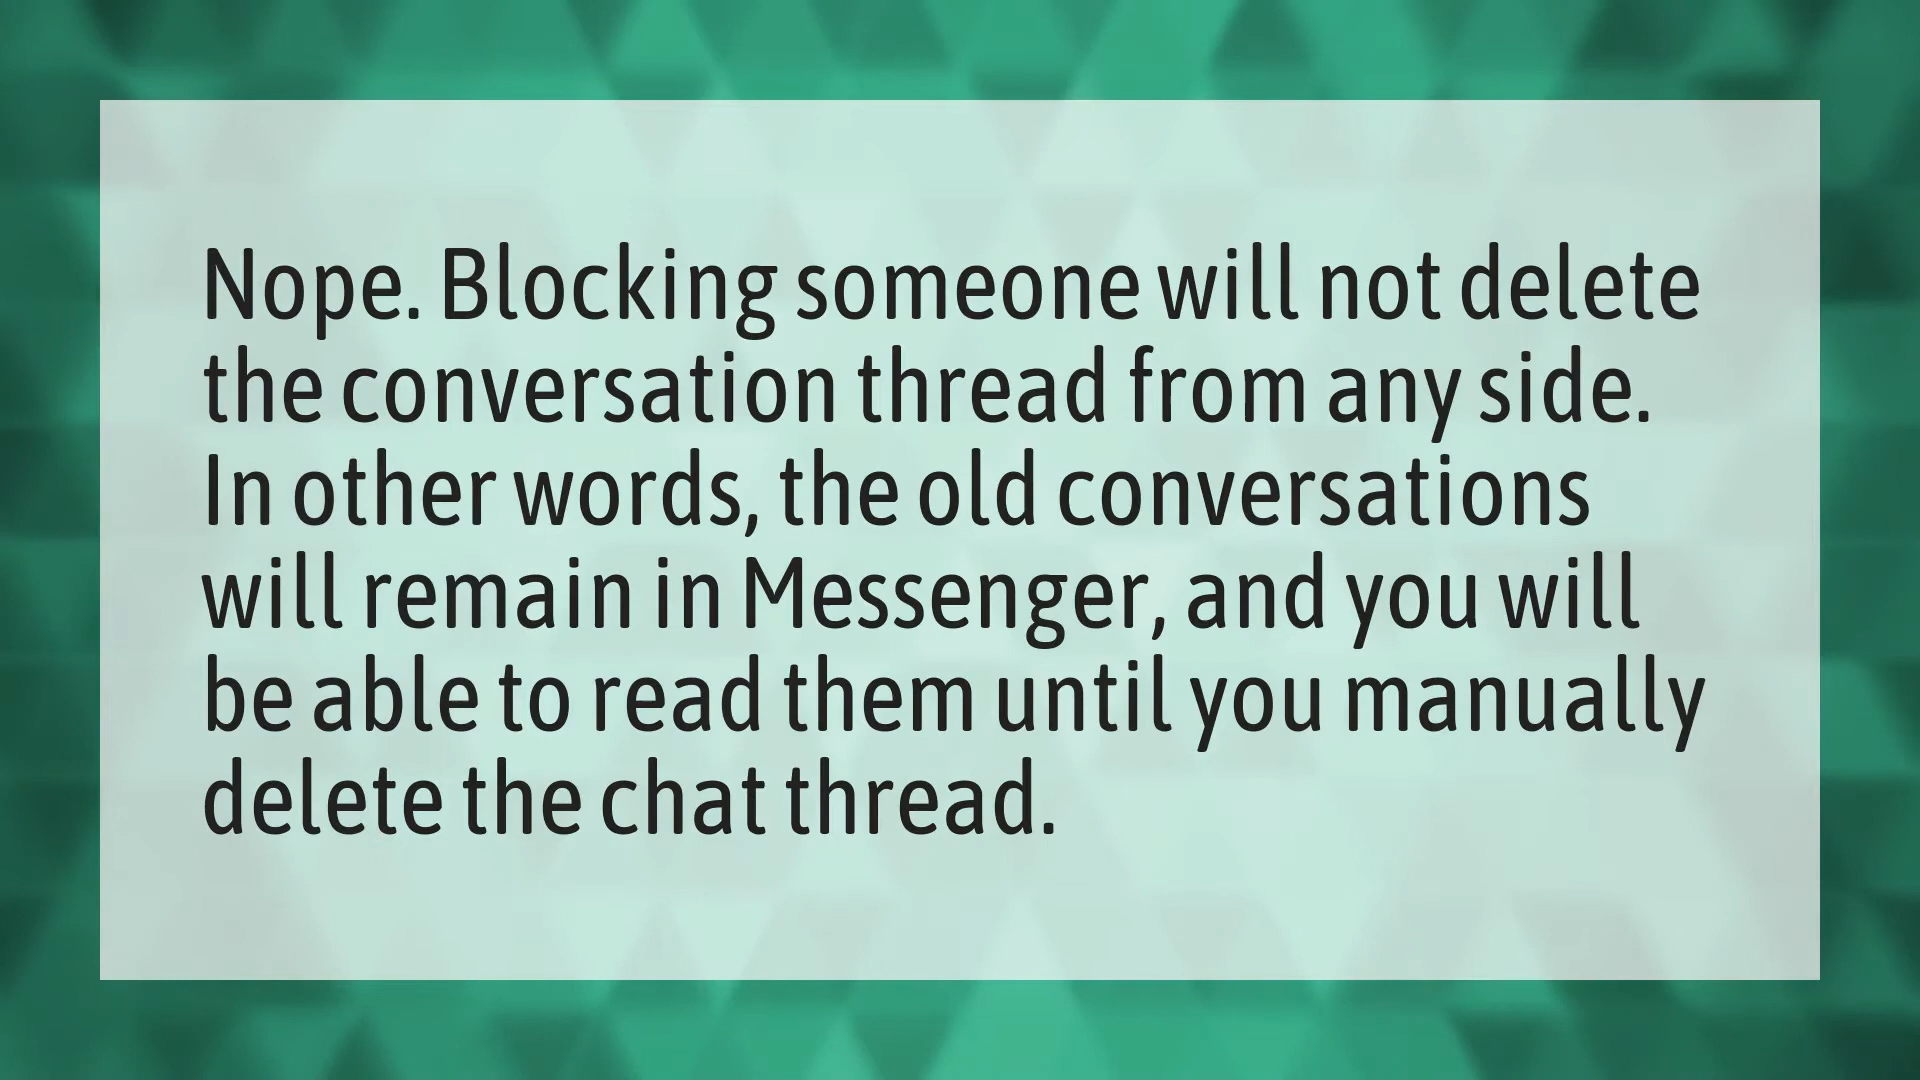 Nope. Blocking someone will not delete
the conversation thread from any side.
In other words, the old conversations
will remain in Messenger, and you will
be able to read them until you manually
delete the chat thread.